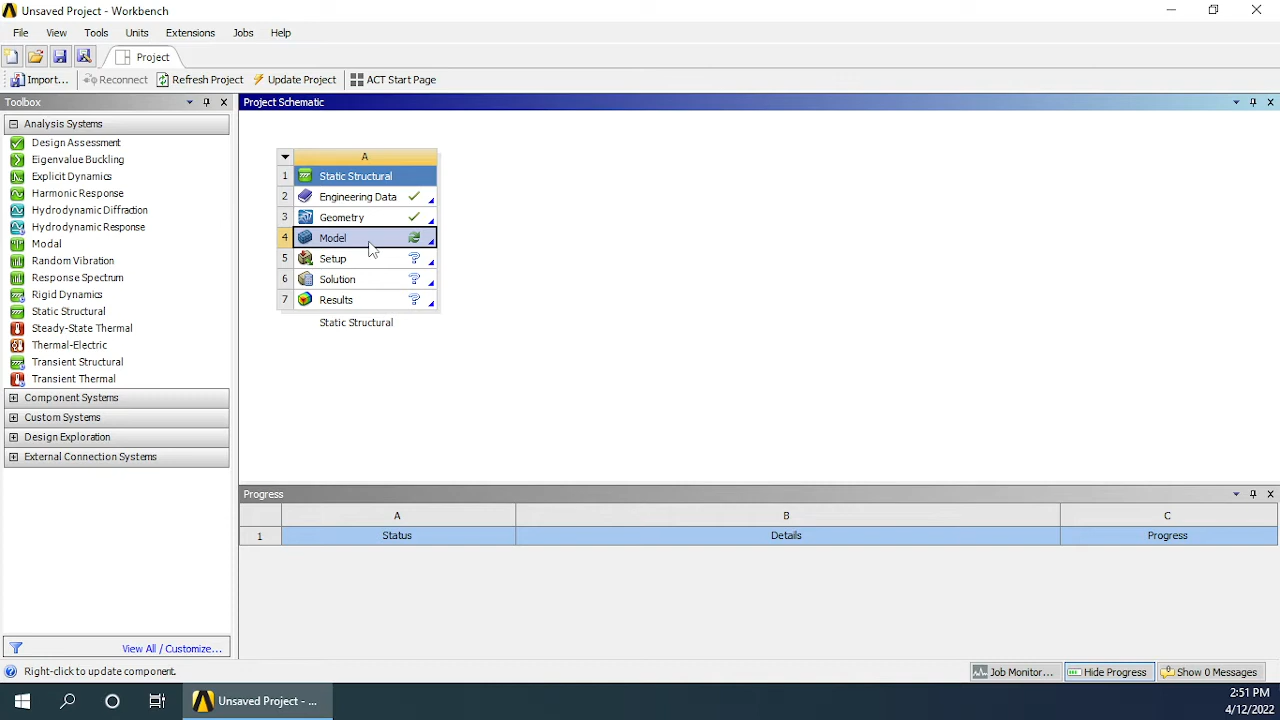 Unsaved Project - Workbench
File View Tools Units Extensions Jobs Help
Project
Import... Reconnect Refresh Project Update Project ACT Start Page
Toolbox
Project Schematic
Analysis Systems
Design Assessment
Eigenvalue Buckling
Explicit Dynamics
Harmonic Response
Hydrodynamic Diffraction
Hydrodynamic Response
Modal
Random Vibration
Response Spectrum
Rigid Dynamics
Static Structural
Steady-State Thermal
Thermal-Electric
Transient Structural
Transient Thermal
Component Systems
Custom Systems
Design Exploration
External Connection Systems
View All / Customize...
A
1 Static Structural
2 Engineering Data
3 Geometry
4 Model
5 Setup
6 Solution
7 Results
Static Structural
Progress
A B C
1 Status Details Progress
Right-click to update component.
Job Monitor... Hide Progress Show 0 Messages
Unsaved Project - ...
2:51 PM
4/12/2022